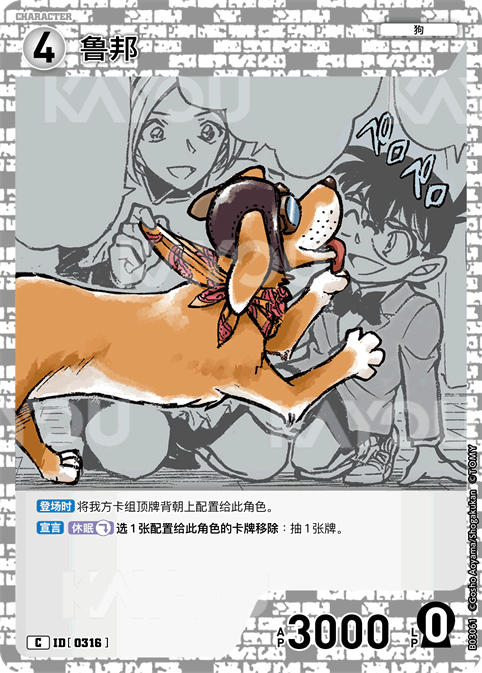 CHARACTER
4
鲁邦
狗
KAYOU
ペロペロ
登场时 将我方卡组顶牌背朝上配置给此角色。
宣言 休眠 选1张配置给此角色的卡牌移除：抽1张牌。
C ID[ 0316 ]
AP 3000
LP 0
B03061 ©Gosho Aoyama/Shogakukan ©TOMY